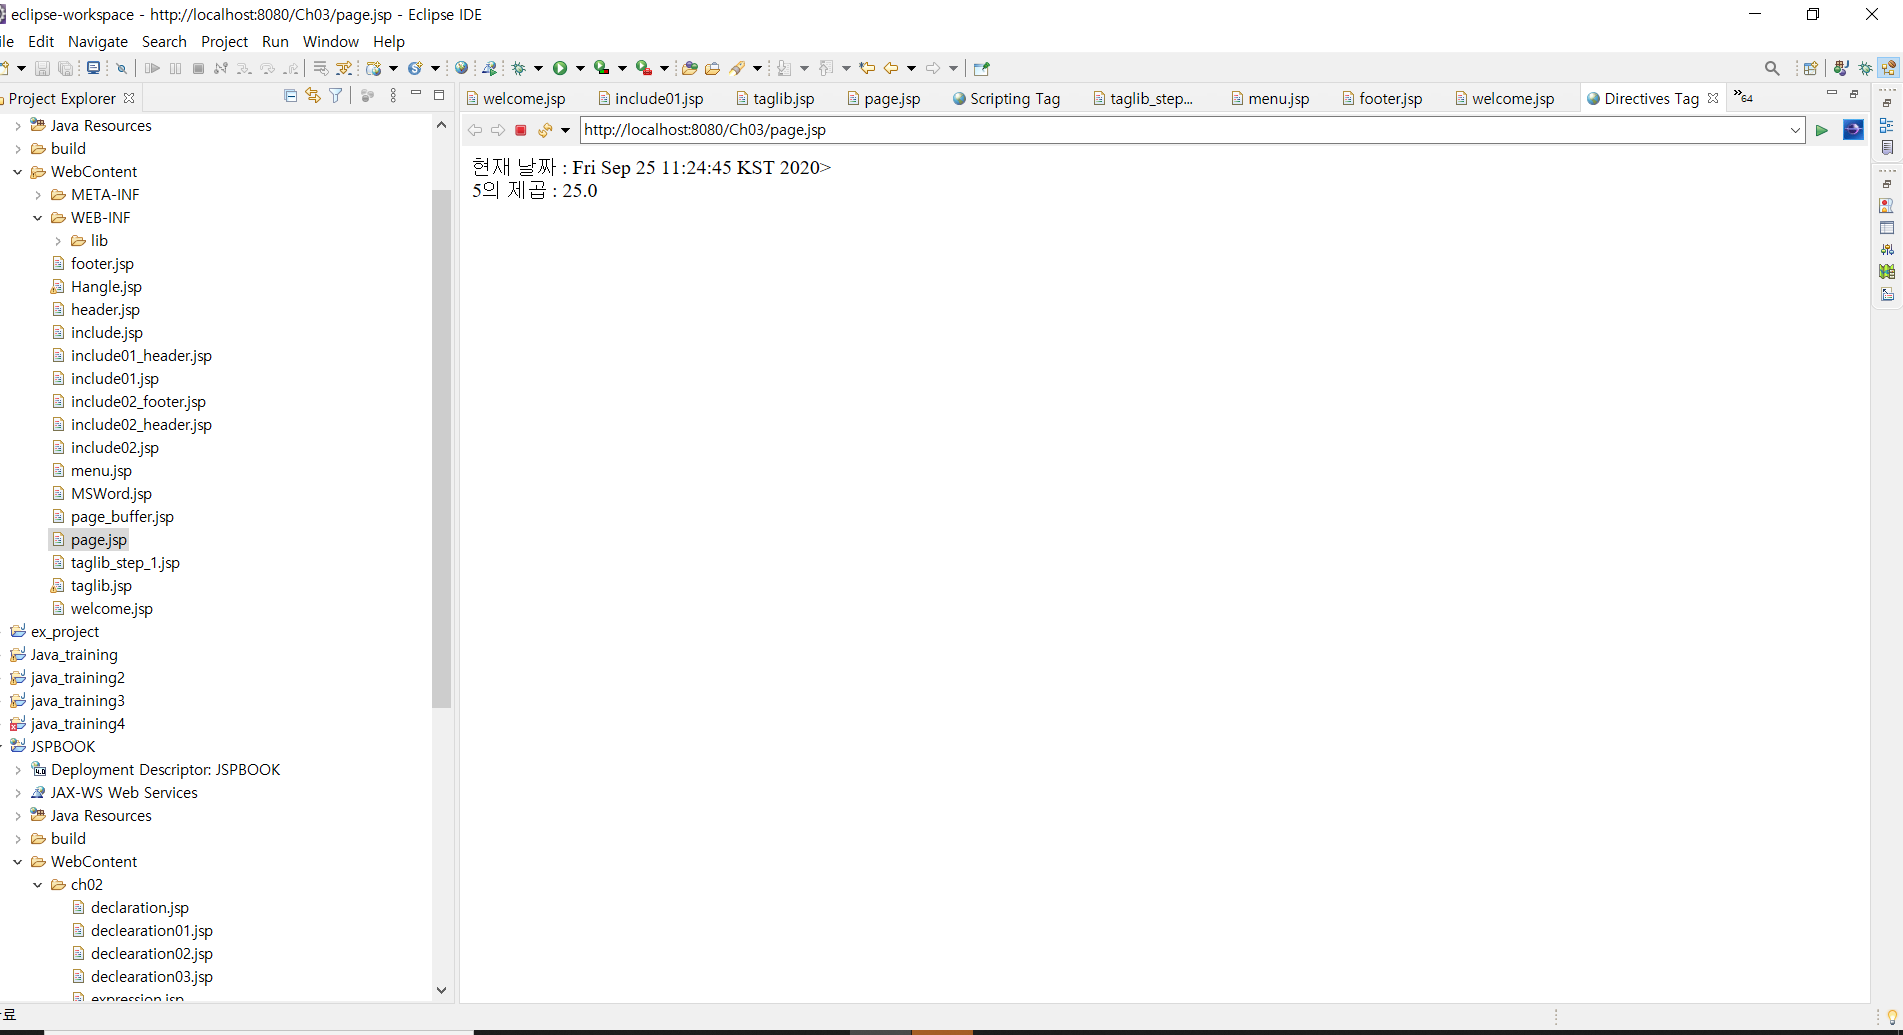 eclipse-workspace - http://localhost:8080/Ch03/page.jsp - Eclipse IDE
ile Edit Navigate Search Project Run Window Help
Project Explorer
welcome.jsp include01.jsp taglib.jsp page.jsp Scripting Tag taglib_step... menu.jsp footer.jsp welcome.jsp Directives Tag »64
http://localhost:8080/Ch03/page.jsp
현재 날짜 : Fri Sep 25 11:24:45 KST 2020>
5의 제곱 : 25.0
Java Resources
build
WebContent
META-INF
WEB-INF
lib
footer.jsp
Hangle.jsp
header.jsp
include.jsp
include01_header.jsp
include01.jsp
include02_footer.jsp
include02_header.jsp
include02.jsp
menu.jsp
MSWord.jsp
page_buffer.jsp
page.jsp
taglib_step_1.jsp
taglib.jsp
welcome.jsp
ex_project
Java_training
java_training2
java_training3
java_training4
JSPBOOK
Deployment Descriptor: JSPBOOK
JAX-WS Web Services
Java Resources
build
WebContent
ch02
declaration.jsp
declearation01.jsp
declearation02.jsp
declearation03.jsp
expression.jsp
료